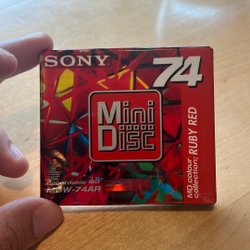 SONY
74
Mini
Disc
Recordable MD
MDW-74AR
MD colour
collection: RUBY RED